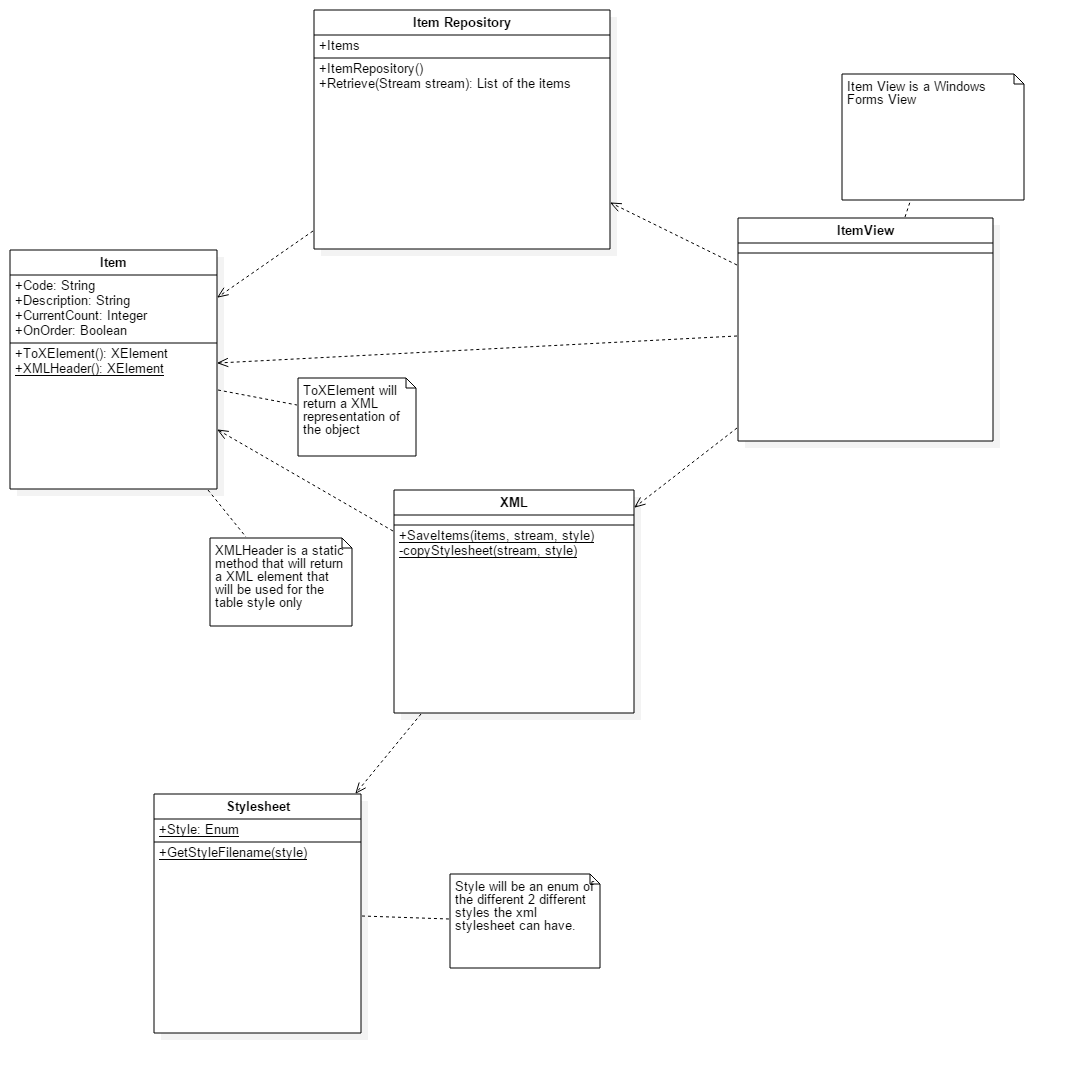 Item Repository
+Items
+ItemRepository()
+Retrieve(Stream stream): List of the items
Item View is a Windows
Forms View
ItemView
Item
+Code: String
+Description: String
+CurrentCount: Integer
+OnOrder: Boolean
+ToXElement(): XElement
+XMLHeader(): XElement
ToXElement will
return a XML
representation of
the object
XML
+SaveItems(items, stream, style)
-copyStylesheet(stream, style)
XMLHeader is a static
method that will return
a XML element that
will be used for the
table style only
Stylesheet
+Style: Enum
+GetStyleFilename(style)
Style will be an enum of
the different 2 different
styles the xml
stylesheet can have.